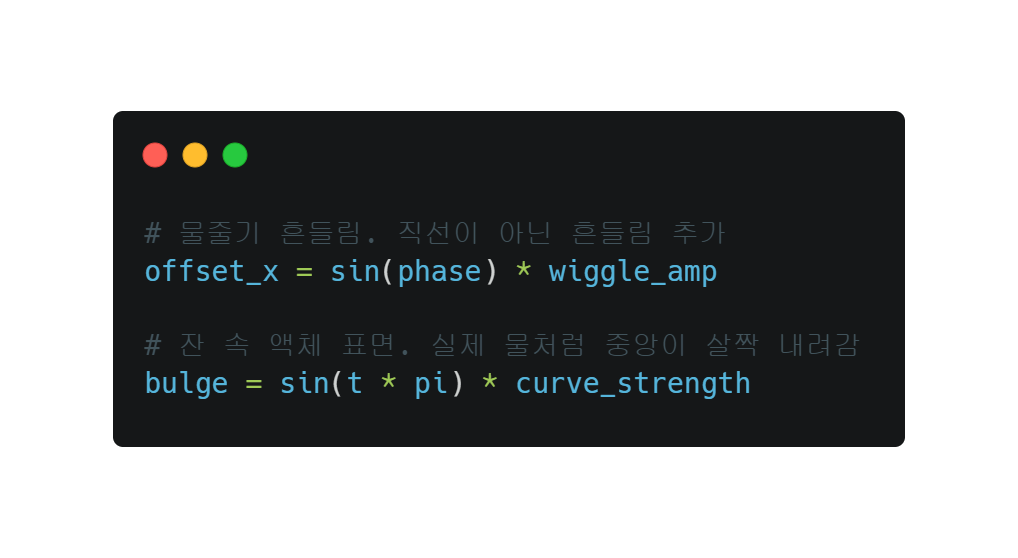 # 물줄기 흔들림. 직선이 아닌 흔들림 추가
offset_x = sin(phase) * wiggle_amp
# 잔 속 액체 표면. 실제 물처럼 중앙이 살짝 내려감
bulge = sin(t * pi) * curve_strength